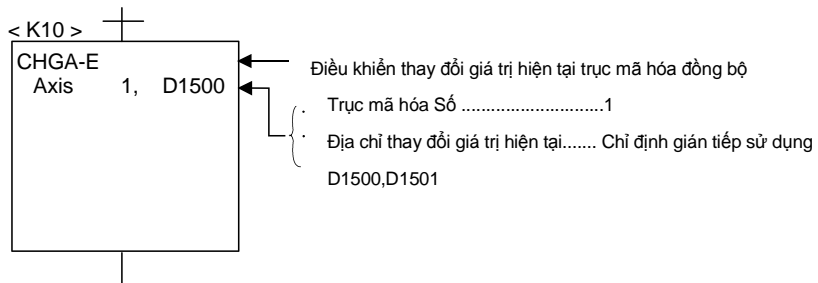 < K10 >
CHGA-E
Axis 1, D1500
Điều khiển thay đổi giá trị hiện tại trục mã hóa đồng bộ
. Trục mã hóa Số ............................1
. Địa chỉ thay đổi giá trị hiện tại....... Chỉ định gián tiếp sử dụng
D1500,D1501